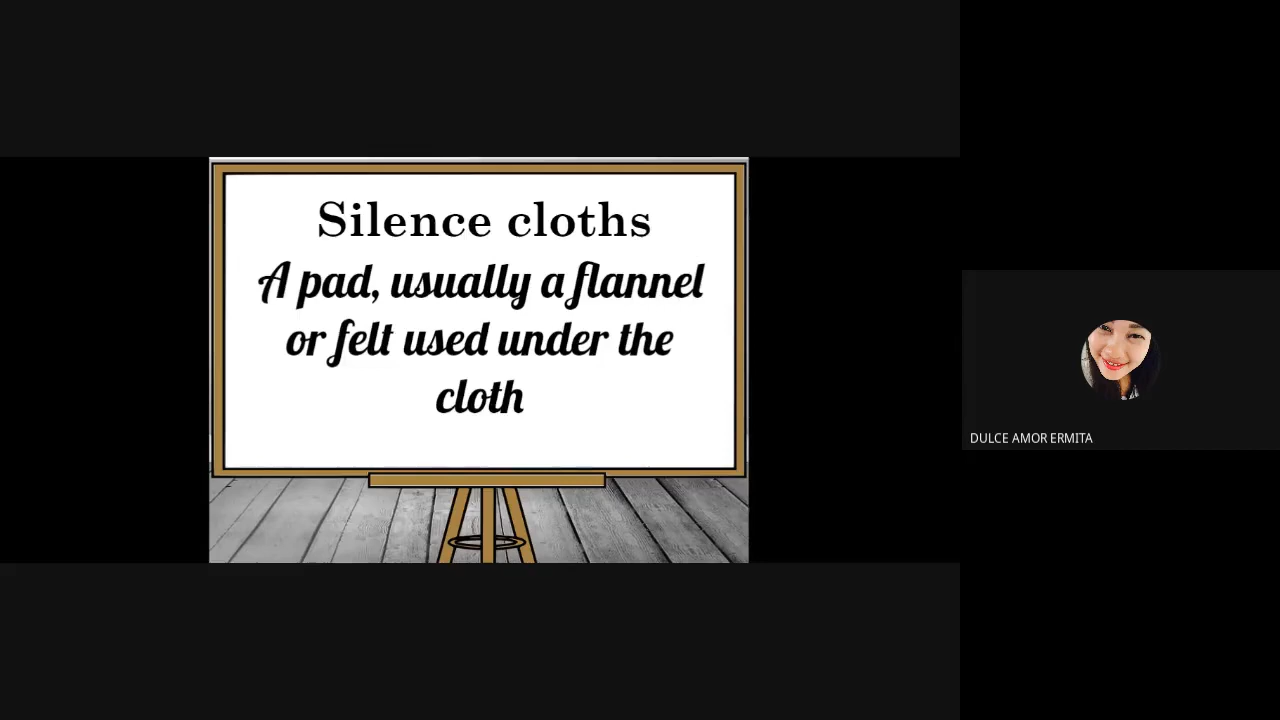 Silence cloths
A pad, usually a flannel
or felt used under the
cloth
DULCE AMOR ERMITA